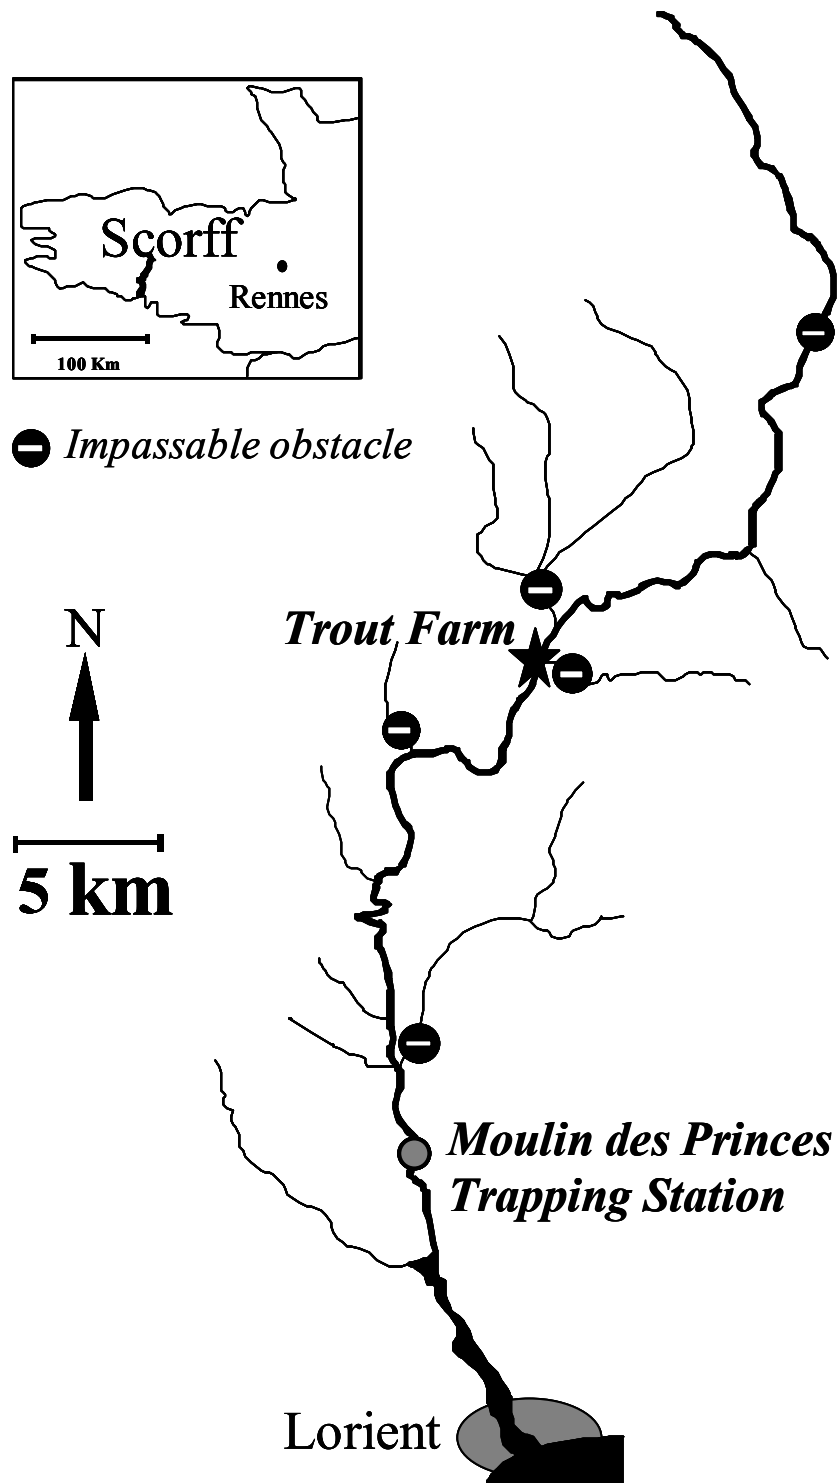 Scorff
Rennes
100 Km
Impassable obstacle
N
Trout Farm
5 km
Moulin des Princes
Trapping Station
Lorient